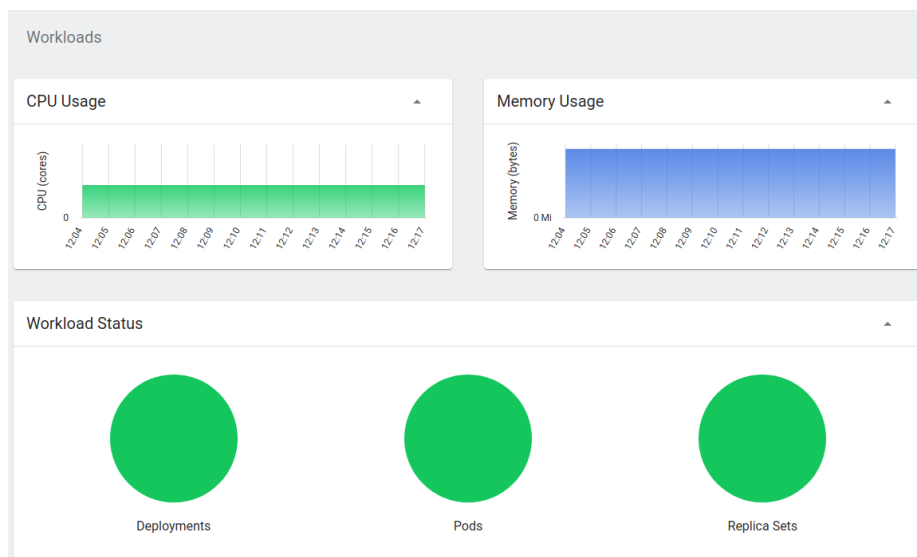 Workloads
CPU Usage
CPU (cores)
0
12:04
12:05
12:06
12:07
12:08
12:09
12:10
12:11
12:12
12:13
12:14
12:15
12:16
12:17
Memory Usage
Memory (bytes)
0 Mi
12:04
12:05
12:06
12:07
12:08
12:09
12:10
12:11
12:12
12:13
12:14
12:15
12:16
12:17
Workload Status
Deployments
Pods
Replica Sets